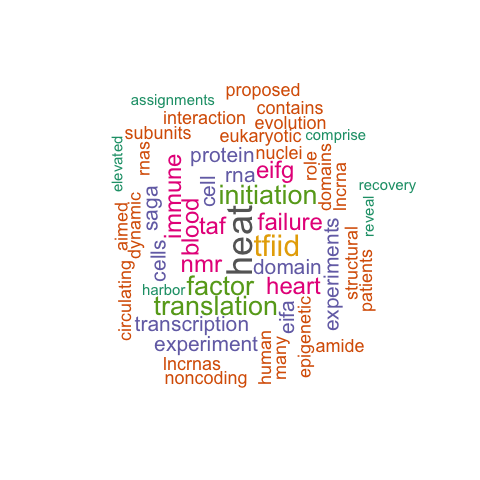 proposed
assignments
contains
interaction
evolution
subunits
eukaryotic
comprise
rnas
protein
nuclei
elevated
immune
cell
rna
eifg
role
domains
lncrna
recovery
initiation
saga
blood
taf
heat
failure
reveal
aimed
dynamic
tfiid
cells
nmr
domain
experiments
structural
patients
circulating
harbor
factor
heart
translation
eifa
epigenetic
transcription
experiment
human
many
amide
lncrnas
noncoding